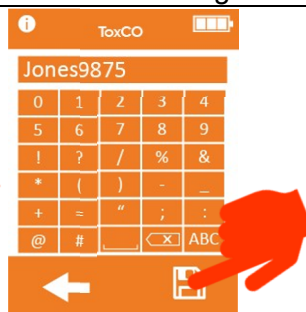 ToxCO
Jones9875
0 1 2 3 4
5 6 7 8 9
! ? / % &
* ( ) - _
+ = " ; :
@ # ABC